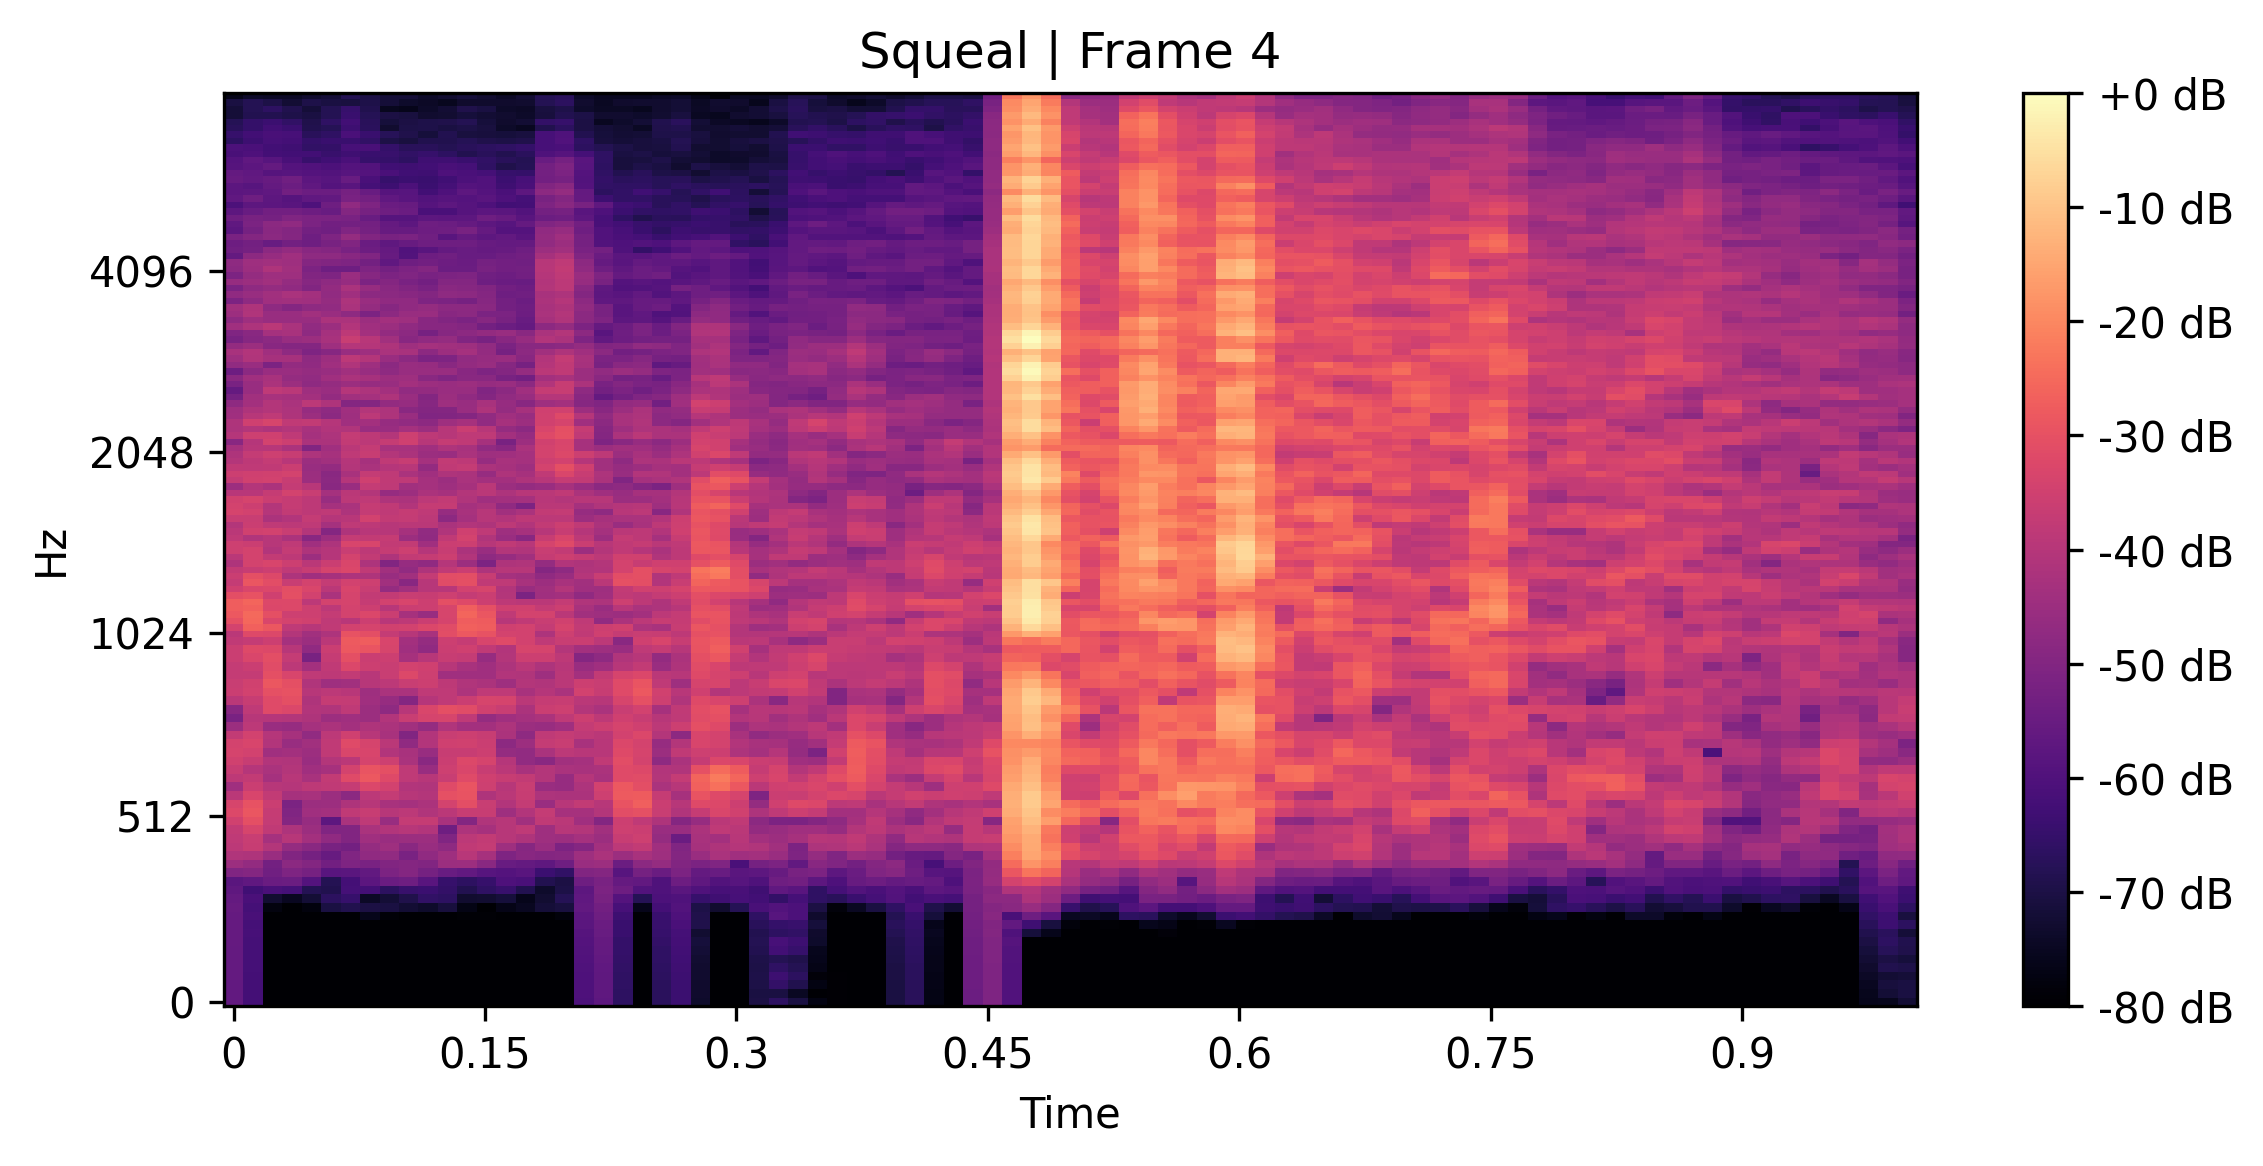 Squeal | Frame 4
+0 dB
-10 dB
-20 dB
-30 dB
-40 dB
-50 dB
-60 dB
-70 dB
-80 dB
4096
2048
1024
512
0
Hz
0 0.15 0.3 0.45 0.6 0.75 0.9
Time